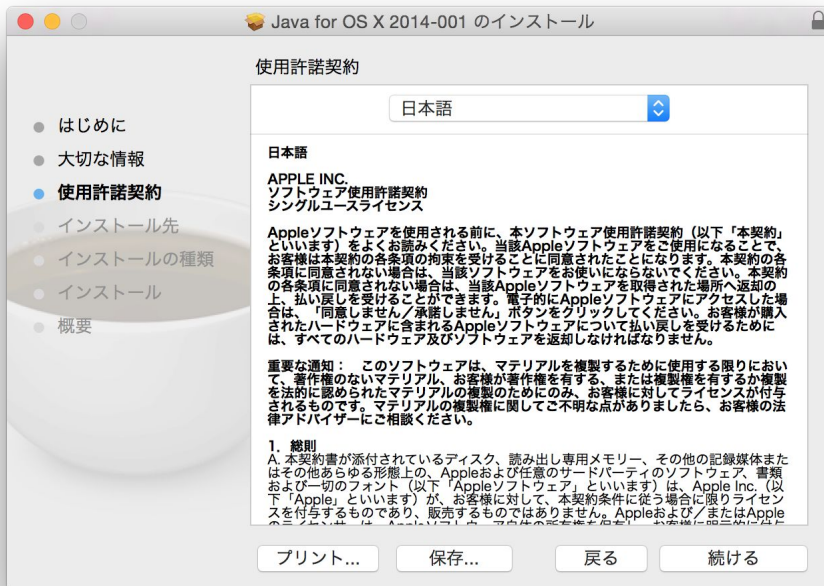 Java for OS X 2014-001 のインストール
使用許諾契約
はじめに
大切な情報
使用許諾契約
インストール先
インストールの種類
インストール
概要
日本語
日本語
APPLE INC.
ソフトウェア使用許諾契約
シングルユースライセンス
Appleソフトウェアを使用される前に、本ソフトウェア使用許諾契約（以下「本契約」
といいます）をよくお読みください。当該Appleソフトウェアをご使用になることで、
お客様は本契約の各条項の拘束を受けることに同意されたことになります。本契約の各
条項に同意されない場合は、当該ソフトウェアをお使いにならないでください。本契約
の各条項に同意されない場合は、当該Appleソフトウェアを取得された場所へ返却の
上、払い戻しを受けることができます。電子的にAppleソフトウェアにアクセスした場
合は、「同意しません／承諾しません」ボタンをクリックしてください。お客様が購入
されたハードウェアに含まれるAppleソフトウェアについて払い戻しを受けるために
は、すべてのハードウェア及びソフトウェアを返却しなければなりません。
重要な通知： このソフトウェアは、マテリアルを複製するために使用する限りにおい
て、著作権のないマテリアル、お客様が著作権を有する、または複製権を有するか複製
を法的に認められたマテリアルの複製のためにのみ、お客様に対してライセンスが付与
されるものです。マテリアルの複製権に関してご不明な点がありましたら、お客様の法
律アドバイザーにご相談ください。
1．総則
A. 本契約書が添付されているディスク、読み出し専用メモリー、その他の記録媒体また
はその他あらゆる形態上の、Appleおよび任意のサードパーティのソフトウェア、書類
および一切のフォント（以下「Appleソフトウェア」といいます）は、Apple Inc.（以
下「Apple」といいます）が、お客様に対して、本契約条件に従う場合に限りライセン
スを付与するものであり、販売するものではありません。Appleおよび／またはApple
プリント...
保存...
戻る
続ける